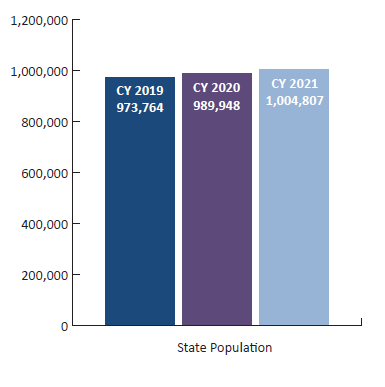 1,200,000
1,000,000
800,000
600,000
400,000
200,000
0
CY 2019
973,764
CY 2020
989,948
CY 2021
1,004,807
State Population